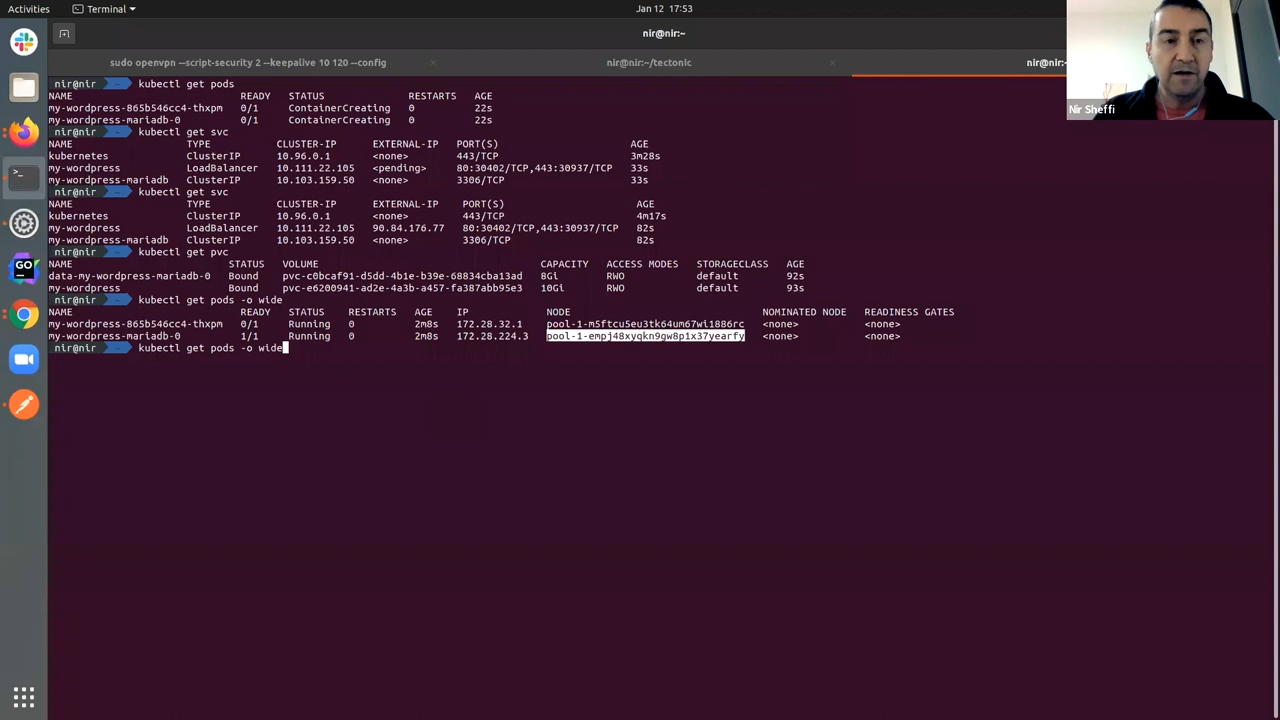 Activities Terminal Jan 12 17:53
nir@nir:~
sudo openvpn --script-security 2 --keepalive 10 120 --config × nir@nir:~/tectonic × nir@nir:~
Nir Sheffi
nir@nir ~ kubectl get pods
NAME READY STATUS RESTARTS AGE
my-wordpress-865b546cc4-thxpm 0/1 ContainerCreating 0 22s
my-wordpress-mariadb-0 0/1 ContainerCreating 0 22s
nir@nir ~ kubectl get svc
NAME TYPE CLUSTER-IP EXTERNAL-IP PORT(S) AGE
kubernetes ClusterIP 10.96.0.1 <none> 443/TCP 3m28s
my-wordpress LoadBalancer 10.111.22.105 <pending> 80:30402/TCP,443:30937/TCP 33s
my-wordpress-mariadb ClusterIP 10.103.159.50 <none> 3306/TCP 33s
nir@nir ~ kubectl get svc
NAME TYPE CLUSTER-IP EXTERNAL-IP PORT(S) AGE
kubernetes ClusterIP 10.96.0.1 <none> 443/TCP 4m17s
my-wordpress LoadBalancer 10.111.22.105 90.84.176.77 80:30402/TCP,443:30937/TCP 82s
my-wordpress-mariadb ClusterIP 10.103.159.50 <none> 3306/TCP 82s
nir@nir ~ kubectl get pvc
NAME STATUS VOLUME CAPACITY ACCESS MODES STORAGECLASS AGE
data-my-wordpress-mariadb-0 Bound pvc-c0bcaf91-d5dd-4b1e-b39e-68834cba13ad 8Gi RWO default 92s
my-wordpress Bound pvc-e6200941-ad2e-4a3b-a457-fa387abb95e3 10Gi RWO default 93s
nir@nir ~ kubectl get pods -o wide
NAME READY STATUS RESTARTS AGE IP NODE NOMINATED NODE READINESS GATES
my-wordpress-865b546cc4-thxpm 0/1 Running 0 2m8s 172.28.32.1 pool-1-m5ftcu5eu3tk64um67wi1886rc <none> <none>
my-wordpress-mariadb-0 1/1 Running 0 2m8s 172.28.224.3 pool-1-empj48xyqkn9gw8p1x37yearfy <none> <none>
nir@nir ~ kubectl get pods -o wide